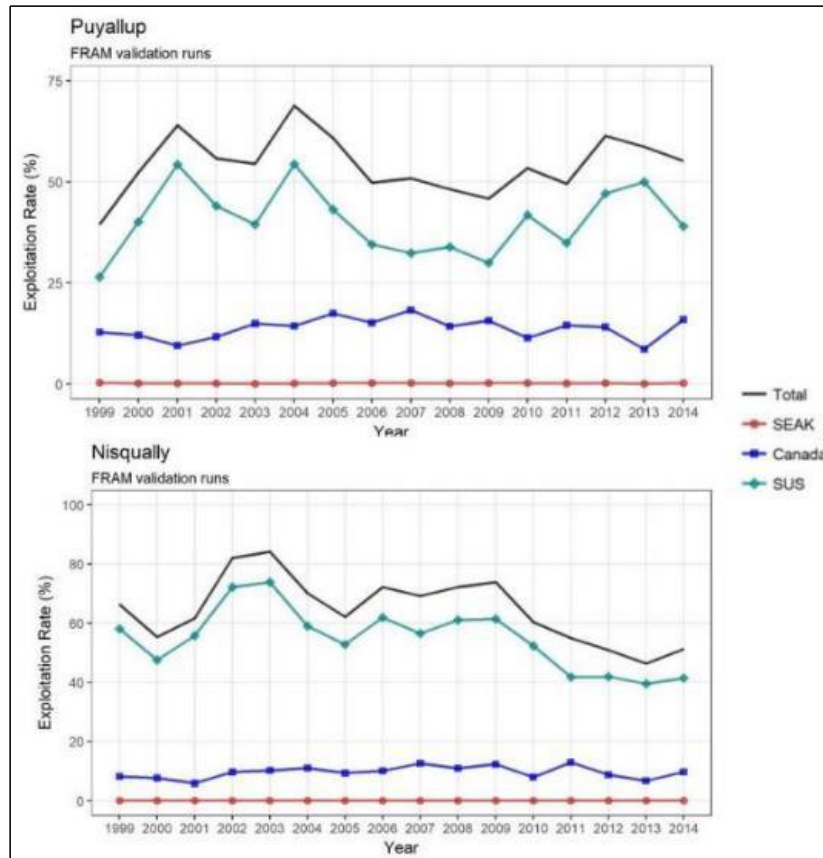 Puyallup
FRAM validation runs
75
50
25
0
Exploitation Rate (%)
1999 2000 2001 2002 2003 2004 2005 2006 2007 2008 2009 2010 2011 2012 2013 2014
Year
Total
SEAK
Canada
SUS
Nisqually
FRAM validation runs
100
80
60
40
20
0
Exploitation Rate (%)
1999 2000 2001 2002 2003 2004 2005 2006 2007 2008 2009 2010 2011 2012 2013 2014
Year